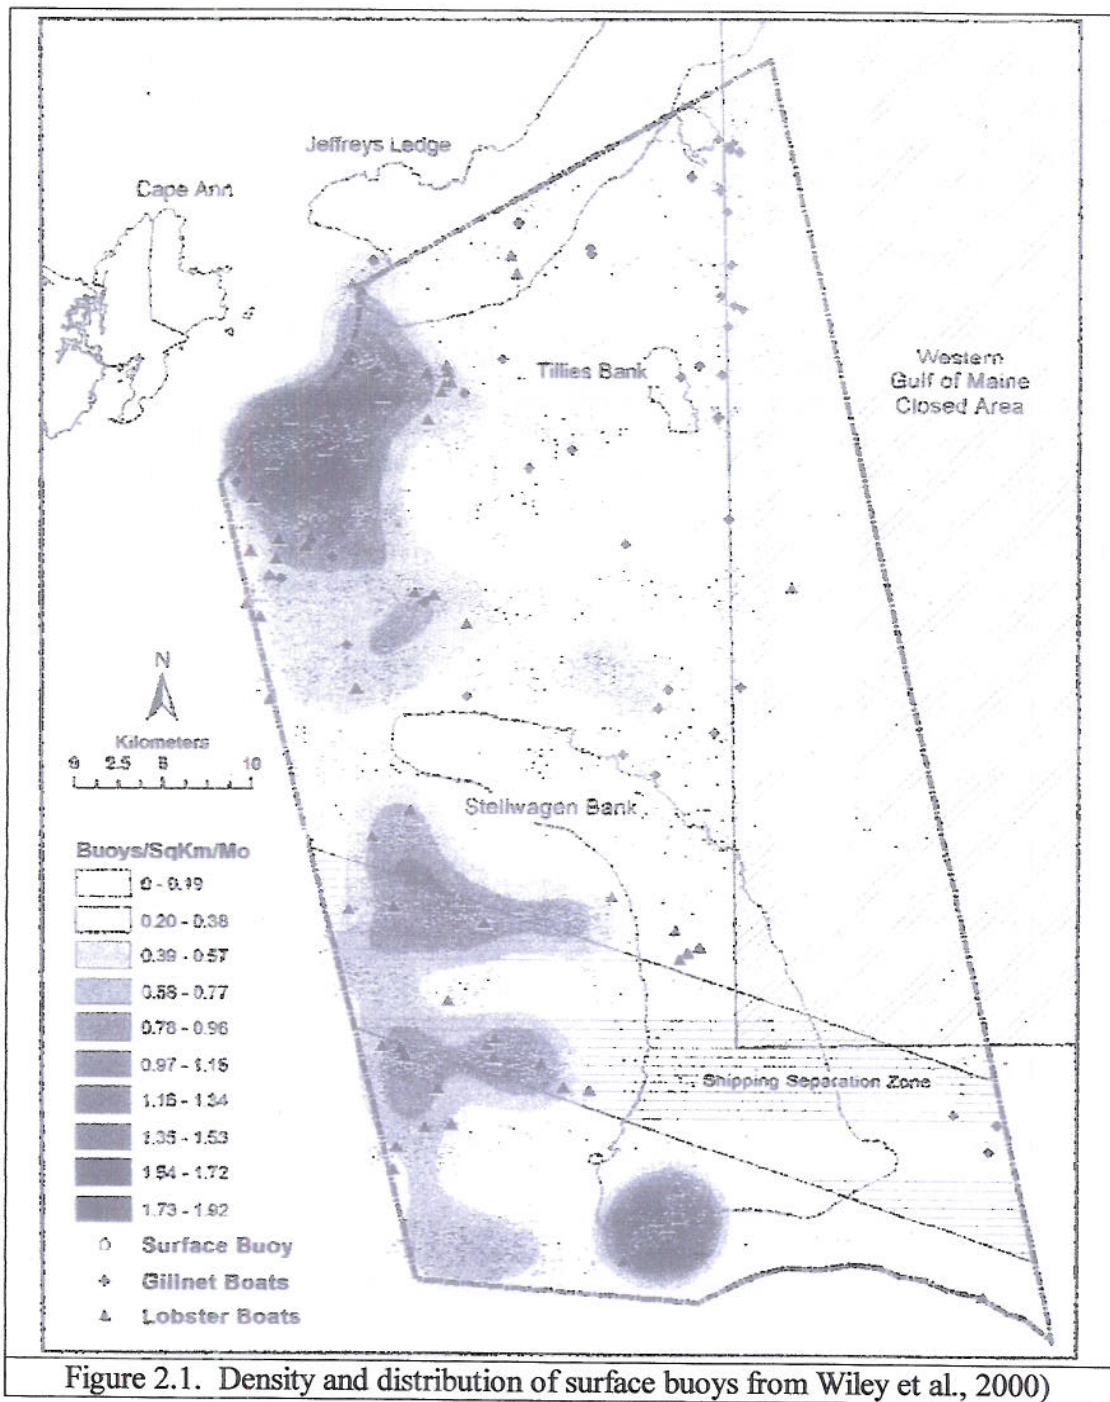 Jeffreys Ledge
Cape Ann
Tillies Bank
Western
Gulf of Maine
Closed Area
N
Kilometers
2.5
10
Stellwagen Bank
Buoys/SqKm/Mo
0 - 0.19
0.20 - 0.38
0.39 - 0.57
0.58 - 0.77
0.78 - 0.96
0.97 - 1.15
1.16 - 1.34
1.35 - 1.53
1.54 - 1.72
1.73 - 1.92
Shipping Separation Zone
Surface Buoy
Gillnet Boats
Lobster Boats
Figure 2.1. Density and distribution of surface buoys from Wiley et al., 2000)